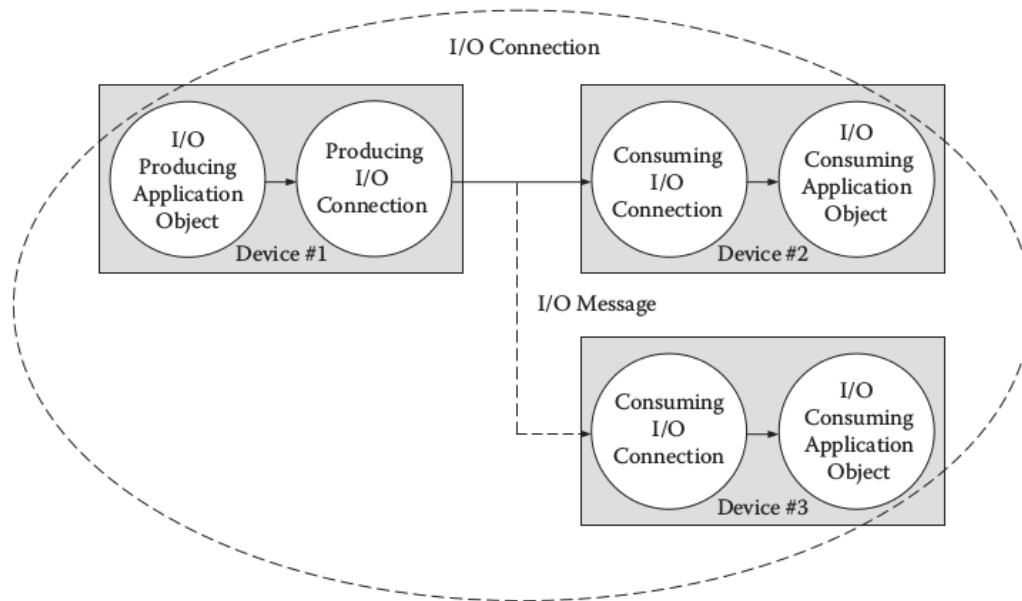 I/O Connection
I/O
Producing
Application
Object
Producing
I/O
Connection
Device #1
Consuming
I/O
Connection
I/O
Consuming
Application
Object
Device #2
I/O Message
Consuming
I/O
Connection
I/O
Consuming
Application
Object
Device #3